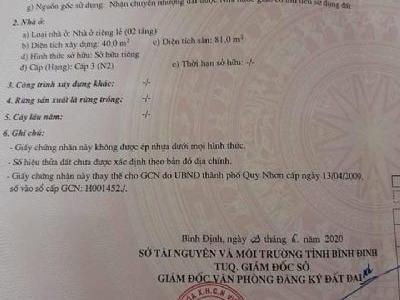 g) Nguồn gốc sử dụng: Nhận chuyển nhượng đất được Nhà nước giao có thu tiền sử dụng đất
2. Nhà ở:
a) Loại nhà ở: Nhà ở riêng lẻ (02 tầng)
b) Diện tích xây dựng: 40,0 m² c) Diện tích sàn: 81,0 m²
d) Hình thức sở hữu: Sở hữu riêng
đ) Cấp (Hạng): Cấp 3 (N2) e) Thời hạn sở hữu: -/-
3. Công trình xây dựng khác: -/-
4. Rừng sản xuất là rừng trồng: -/-
5. Cây lâu năm: -/-
6. Ghi chú:
- Giấy chứng nhận này không được ép nhựa dưới mọi hình thức.
- Số hiệu thửa đất chưa được xác định theo bản đồ địa chính.
- Giấy chứng nhận này thay thế cho GCN do UBND thành phố Quy Nhơn cấp ngày 13/04/2009,
số vào sổ cấp GCN: H001452./.
Bình Định, ngày tháng 6 năm 2020
SỞ TÀI NGUYÊN VÀ MÔI TRƯỜNG TỈNH BÌNH ĐỊNH
TUQ. GIÁM ĐỐC SỞ
GIÁM ĐỐC VĂN PHÒNG ĐĂNG KÝ ĐẤT ĐAI
X.H.C.N